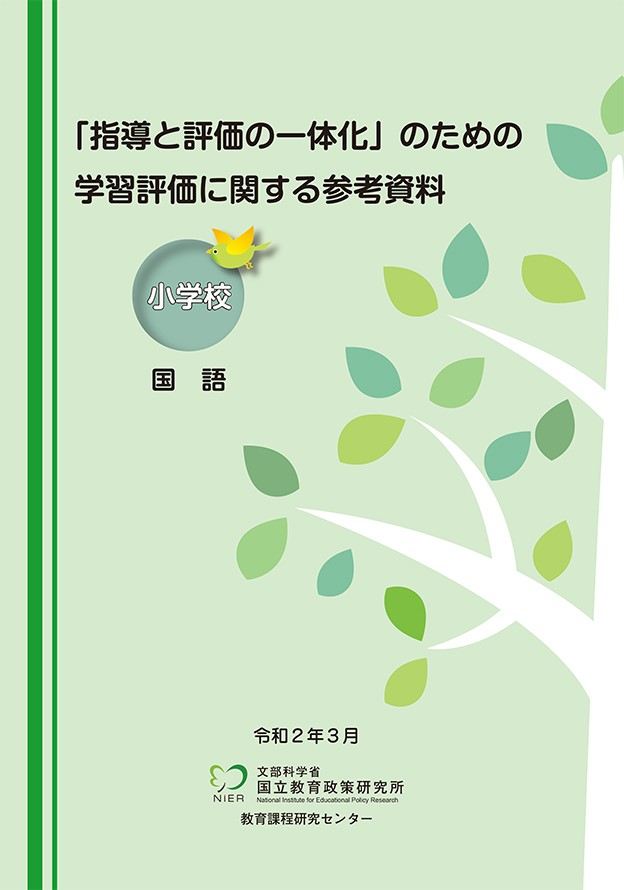 「指導と評価の一体化」のための
学習評価に関する参考資料
小学校
国 語
令和２年３月
NIER
文部科学省
国立教育政策研究所
National Institute for Educational Policy Research
教育課程研究センター